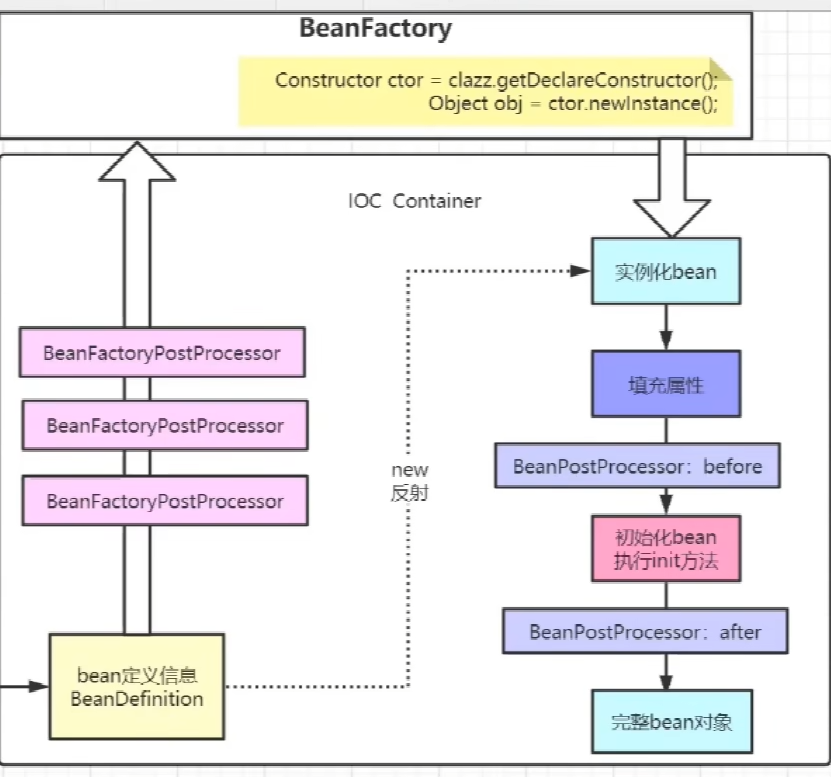 BeanFactory
Constructor ctor = clazz.getDeclareConstructor();
Object obj = ctor.newInstance();
IOC Container
实例化bean
BeanFactoryPostProcessor
填充属性
BeanFactoryPostProcessor
BeanPostProcessor：before
new
反射
BeanFactoryPostProcessor
初始化bean
执行init方法
BeanPostProcessor：after
bean定义信息
BeanDefinition
完整bean对象